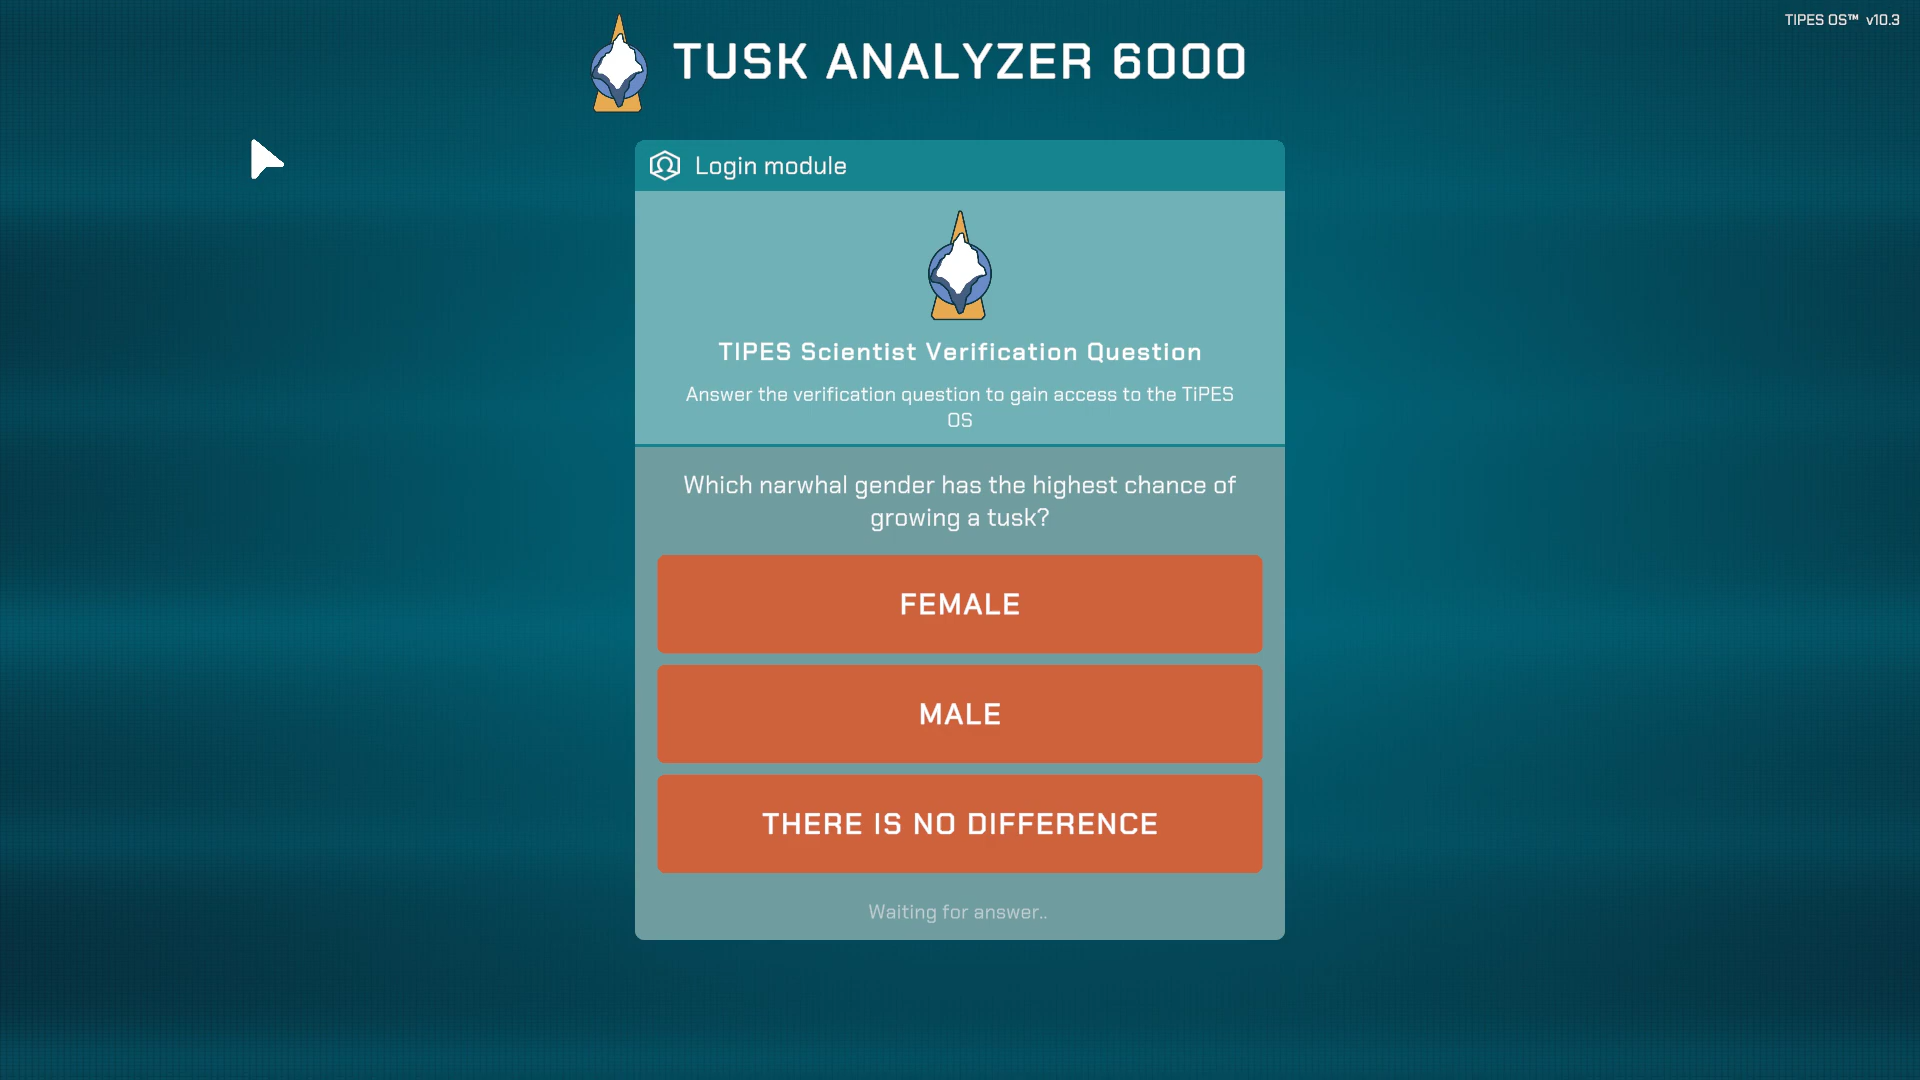 TIPES OS™ v10.3
TUSK ANALYZER 6000
Login module
TIPES Scientist Verification Question
Answer the verification question to gain access to the TiPES
OS
Which narwhal gender has the highest chance of
growing a tusk?
FEMALE
MALE
THERE IS NO DIFFERENCE
Waiting for answer..